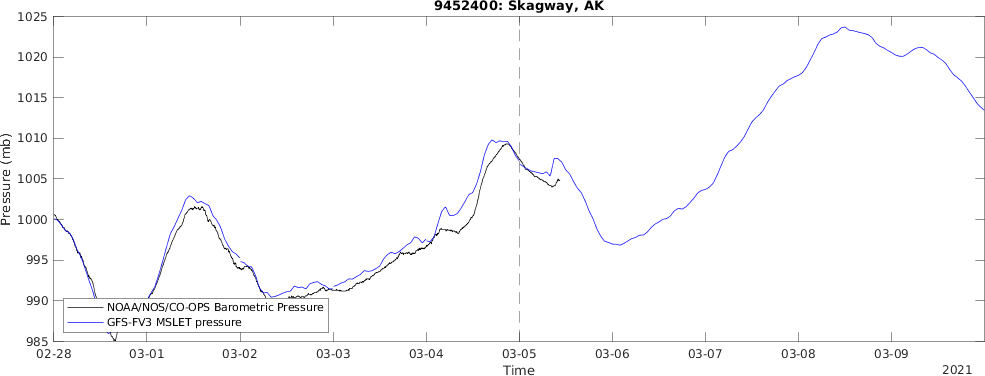 9452400: Skagway, AK
Pressure (mb)
1025
1020
1015
1010
1005
1000
995
990
985
NOAA/NOS/CO-OPS Barometric Pressure
GFS-FV3 MSLET pressure
02-28 03-01 03-02 03-03 03-04 03-05 03-06 03-07 03-08 03-09
Time
2021